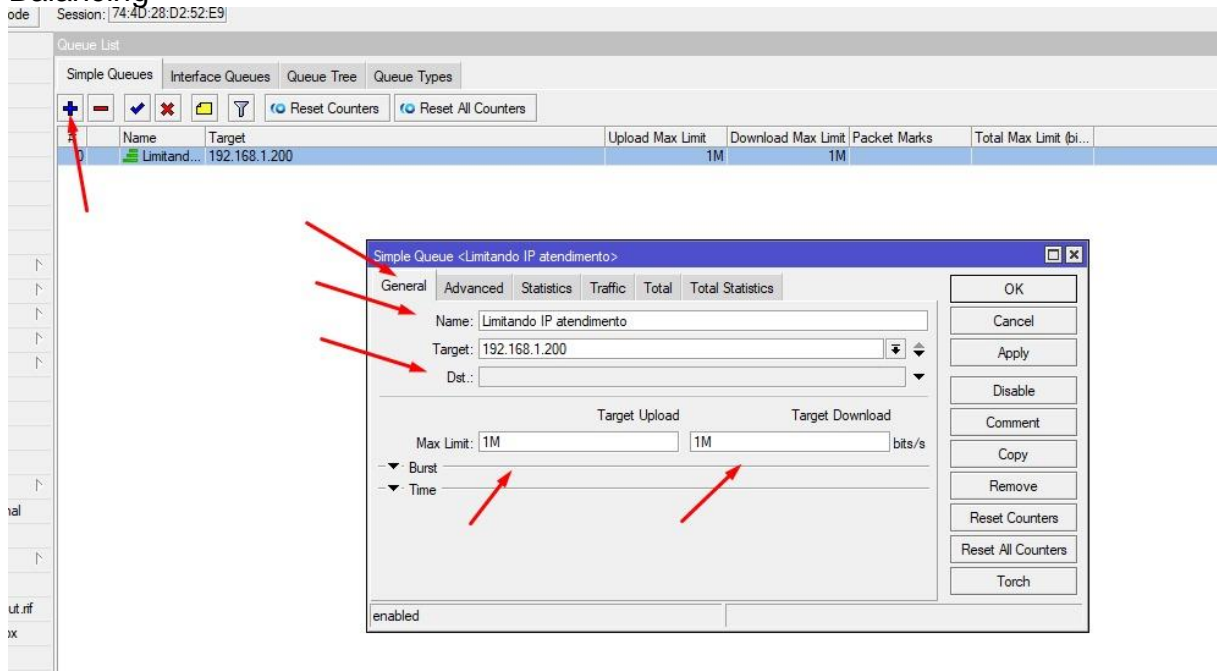 Balancing
ode Session: 74:4D:28:D2:52:E9
Queue List
Simple Queues Interface Queues Queue Tree Queue Types
Reset Counters Reset All Counters
# Name Target Upload Max Limit Download Max Limit Packet Marks Total Max Limit (bi...
0 Limitand... 192.168.1.200 1M 1M
Simple Queue <Limitando IP atendimento>
General Advanced Statistics Traffic Total Total Statistics
OK
Name: Limitando IP atendimento
Cancel
Target: 192.168.1.200
Apply
Dst.:
Disable
Target Upload Target Download
Comment
Max Limit: 1M 1M bits/s
Copy
Burst
Remove
Time
Reset Counters
nal
Reset All Counters
Torch
ut.rif
enabled
ox